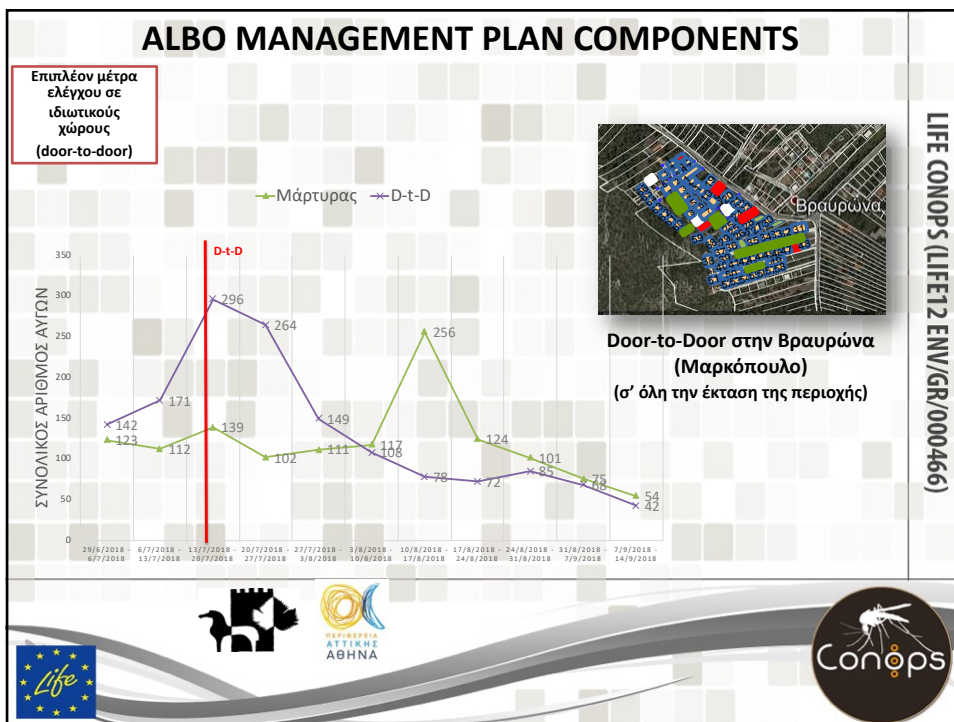 ALBO MANAGEMENT PLAN COMPONENTS
Επιπλέον μέτρα
ελέγχου σε
ιδιωτικούς
χώρους
(door-to-door)
Μάρτυρας
D-t-D
D-t-D
ΣΥΝΟΛΙΚΟΣ ΑΡΙΘΜΟΣ ΑΥΓΩΝ
350
300
250
200
150
100
50
0
142
171
296
264
149
108
78
72
85
68
42
123
112
139
102
111
117
256
124
101
75
54
29/6/2018 -
6/7/2018
6/7/2018 -
13/7/2018
13/7/2018 -
20/7/2018
20/7/2018 -
27/7/2018
27/7/2018 -
3/8/2018
3/8/2018 -
10/8/2018
10/8/2018 -
17/8/2018
17/8/2018 -
24/8/2018
24/8/2018 -
31/8/2018
31/8/2018 -
7/9/2018
7/9/2018 -
14/9/2018
Βραυρώνα
Door-to-Door στην Βραυρώνα
(Μαρκόπουλο)
(σ' όλη την έκταση της περιοχής)
LIFE CONOPS (LIFE12 ENV/GR/000466)
ΠΕΡΙΦΕΡΕΙΑ
ΑΤΤΙΚΗΣ
ΑΘΗΝΑ
Life
Conops